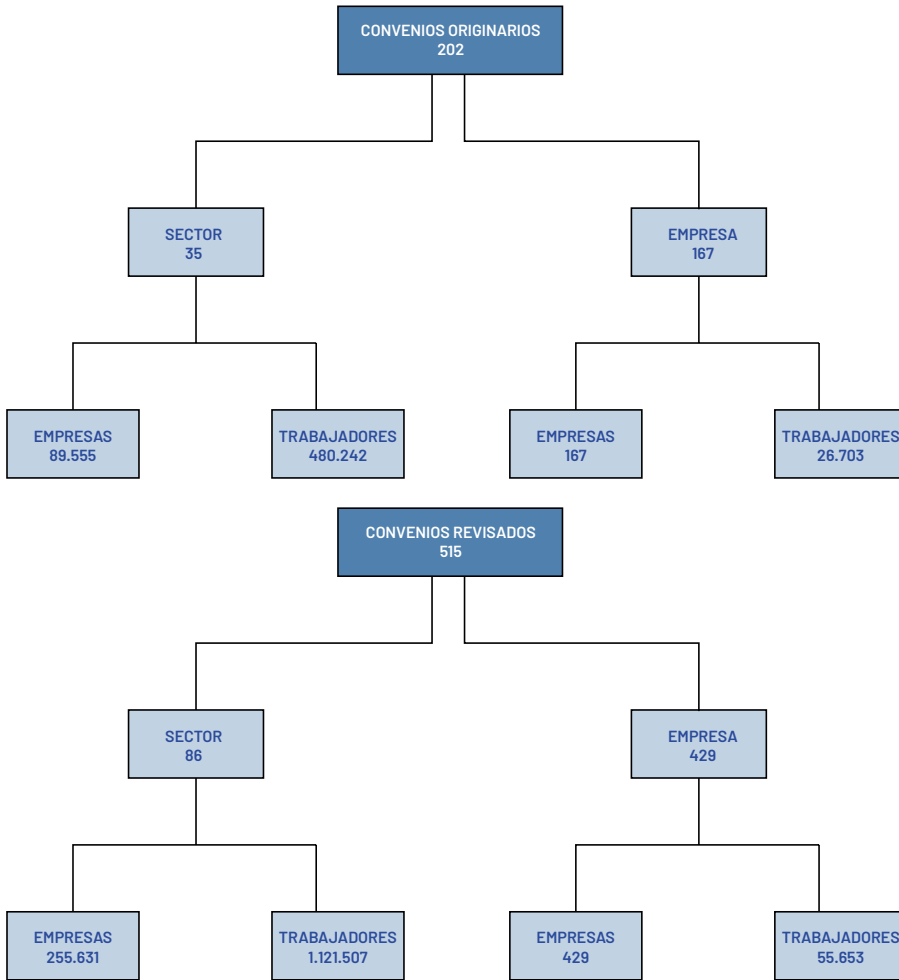 CONVENIOS ORIGINARIOS
202
SECTOR
35
EMPRESA
167
EMPRESAS
89.555
TRABAJADORES
480.242
EMPRESAS
167
TRABAJADORES
26.703
CONVENIOS REVISADOS
515
SECTOR
86
EMPRESA
429
EMPRESAS
255.631
TRABAJADORES
1.121.507
EMPRESAS
429
TRABAJADORES
55.653